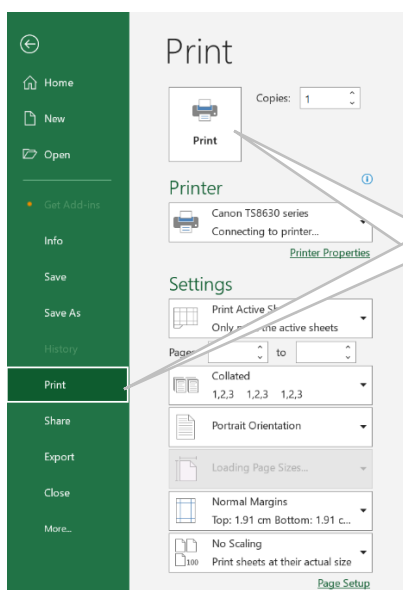 Home
New
Open
Get Add-ins
Info
Save
Save As
History
Print
Share
Export
Close
More...
Print
Copies: 1
Print
Printer
Canon TS8630 series
Connecting to printer...
Printer Properties
Settings
Print Active
Only the active sheets
to
Collated
1,2,3 1,2,3 1,2,3
Portrait Orientation
Loading Page Sizes...
Normal Margins
Top: 1.91 cm Bottom: 1.91 c...
No Scaling
100
Print sheets at their actual size
Page Setup